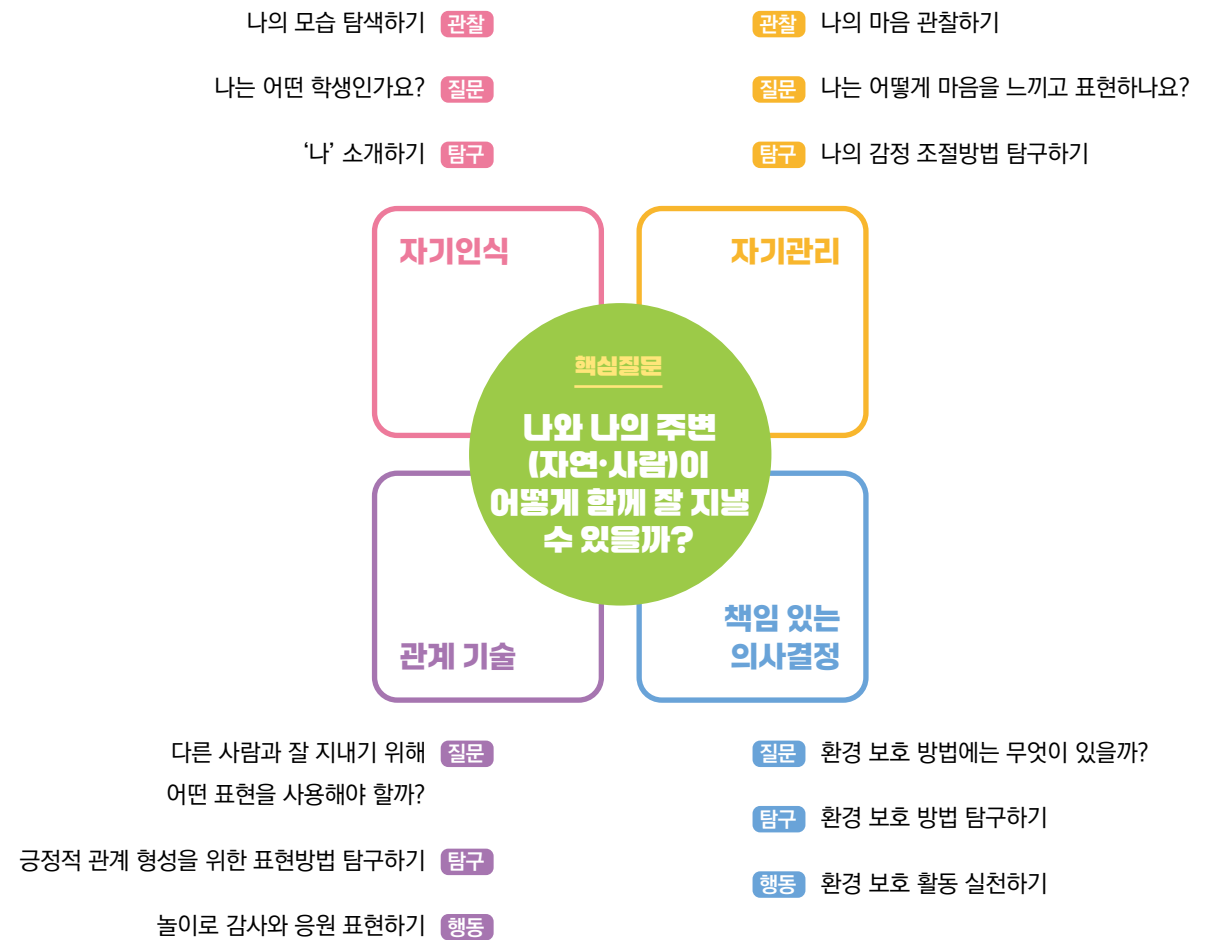 나의 모습 탐색하기 관찰
나는 어떤 학생인가요? 질문
‘나’ 소개하기 탐구
관찰 나의 마음 관찰하기
질문 나는 어떻게 마음을 느끼고 표현하나요?
탐구 나의 감정 조절방법 탐구하기
자기인식
자기관리
핵심질문
나와 나의 주변
(자연·사람)이
어떻게 함께 잘 지낼
수 있을까?
관계 기술
책임 있는
의사결정
다른 사람과 잘 지내기 위해 질문
어떤 표현을 사용해야 할까?
긍정적 관계 형성을 위한 표현방법 탐구하기 탐구
놀이로 감사와 응원 표현하기 행동
질문 환경 보호 방법에는 무엇이 있을까?
탐구 환경 보호 방법 탐구하기
행동 환경 보호 활동 실천하기